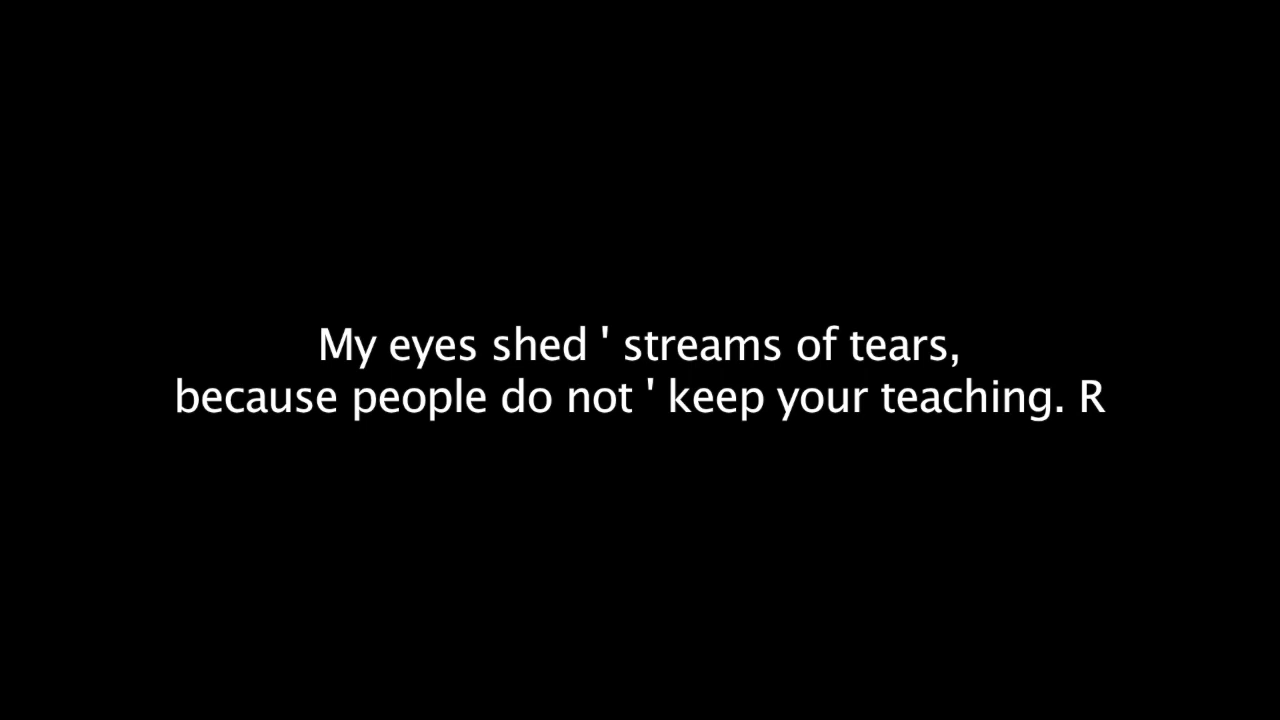 My eyes shed ' streams of tears,
because people do not ' keep your teaching. R